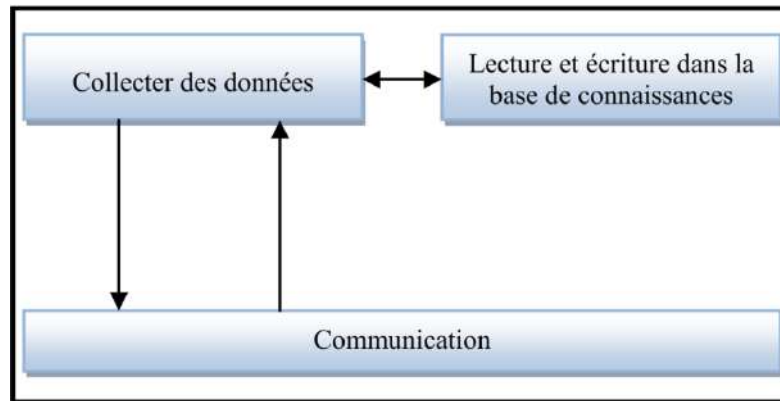 Collecter des données
Lecture et écriture dans la
base de connaissances
Communication